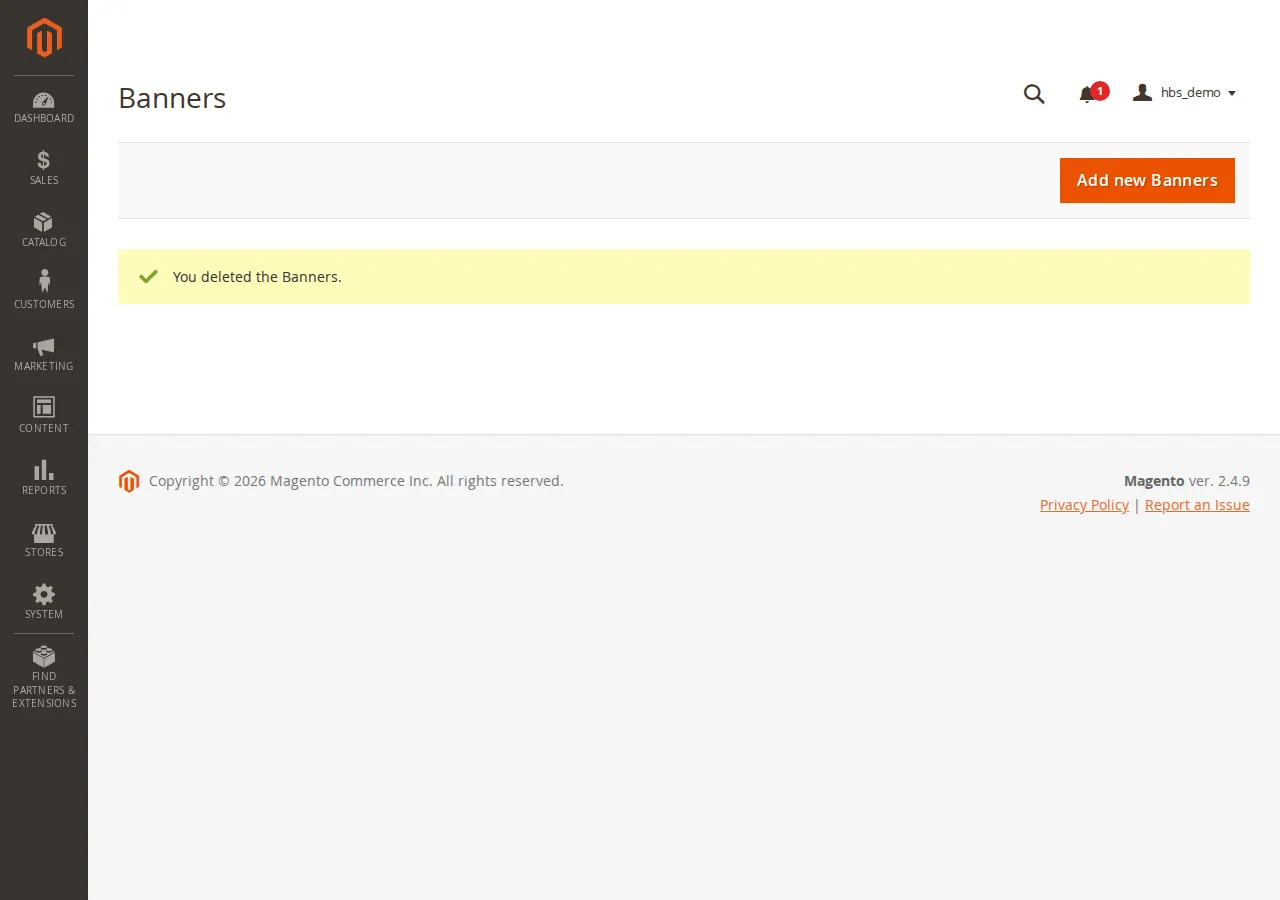 Banners
1
hbs_demo
DASHBOARD
SALES
CATALOG
CUSTOMERS
MARKETING
CONTENT
REPORTS
STORES
SYSTEM
FIND
PARTNERS &
EXTENSIONS
Add new Banners
You deleted the Banners.
Copyright © 2026 Magento Commerce Inc. All rights reserved.
Magento ver. 2.4.9
Privacy Policy | Report an Issue